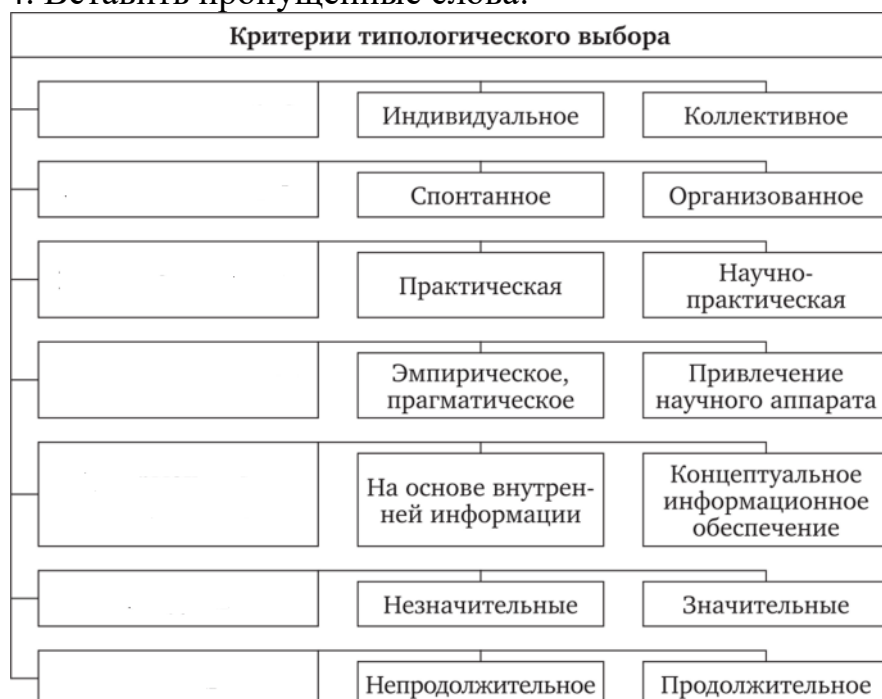 4. Вставить пропущенные слова:
Критерии типологического выбора
Индивидуальное Коллективное
Спонтанное Организованное
Практическая Научно-
практическая
Эмпирическое, Привлечение
прагматическое научного аппарата
На основе внутрен- Концептуальное
ней информации информационное
обеспечение
Незначительные Значительные
Непродолжительное Продолжительное